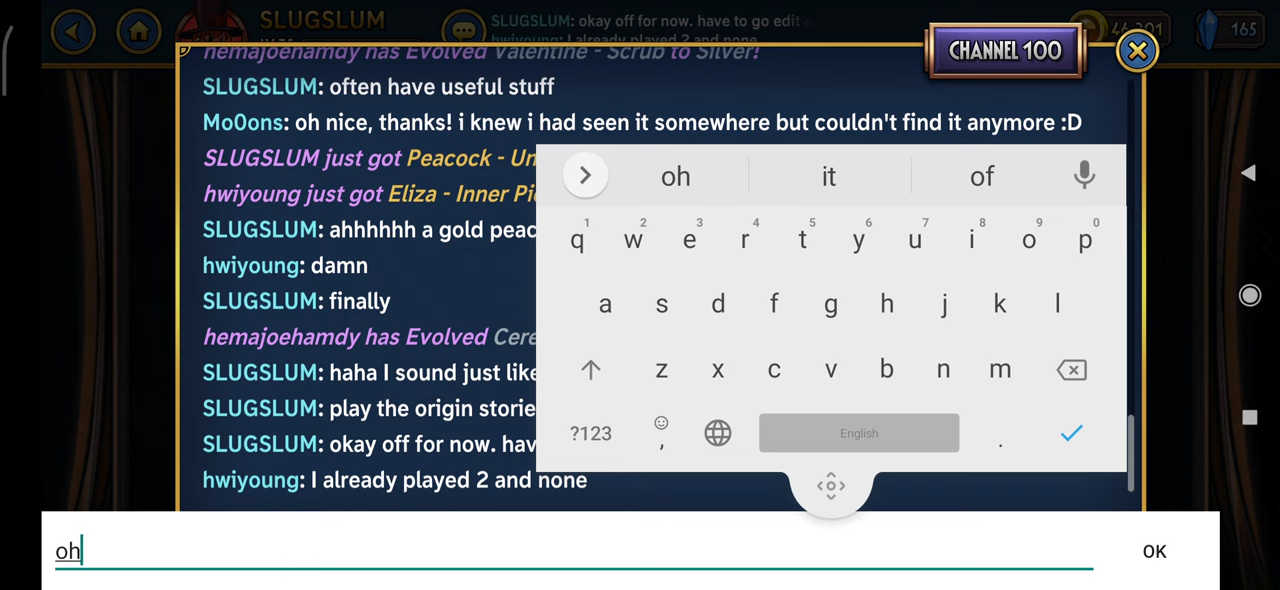 SLUGSLUM
SLUGSLUM: okay off for now. have to go edit a
hwiyoung: I already played 2 and none
165
CHANNEL 100
hemajoehamdy has Evolved Valentine - Scrub to Silver!
SLUGSLUM: often have useful stuff
Mo0ons: oh nice, thanks! i knew i had seen it somewhere but couldn't find it anymore :D
SLUGSLUM just got Peacock - Un
hwiyoung just got Eliza - Inner Pi
SLUGSLUM: ahhhhhh a gold peac
hwiyoung: damn
SLUGSLUM: finally
hemajoehamdy has Evolved Cere
SLUGSLUM: haha I sound just like
SLUGSLUM: play the origin storie
SLUGSLUM: okay off for now. hav
hwiyoung: I already played 2 and none
oh it of
1 2 3 4 5 6 7 8 9 0
q w e r t y u i o p
a s d f g h j k l
z x c v b n m
?123 , English .
oh
OK